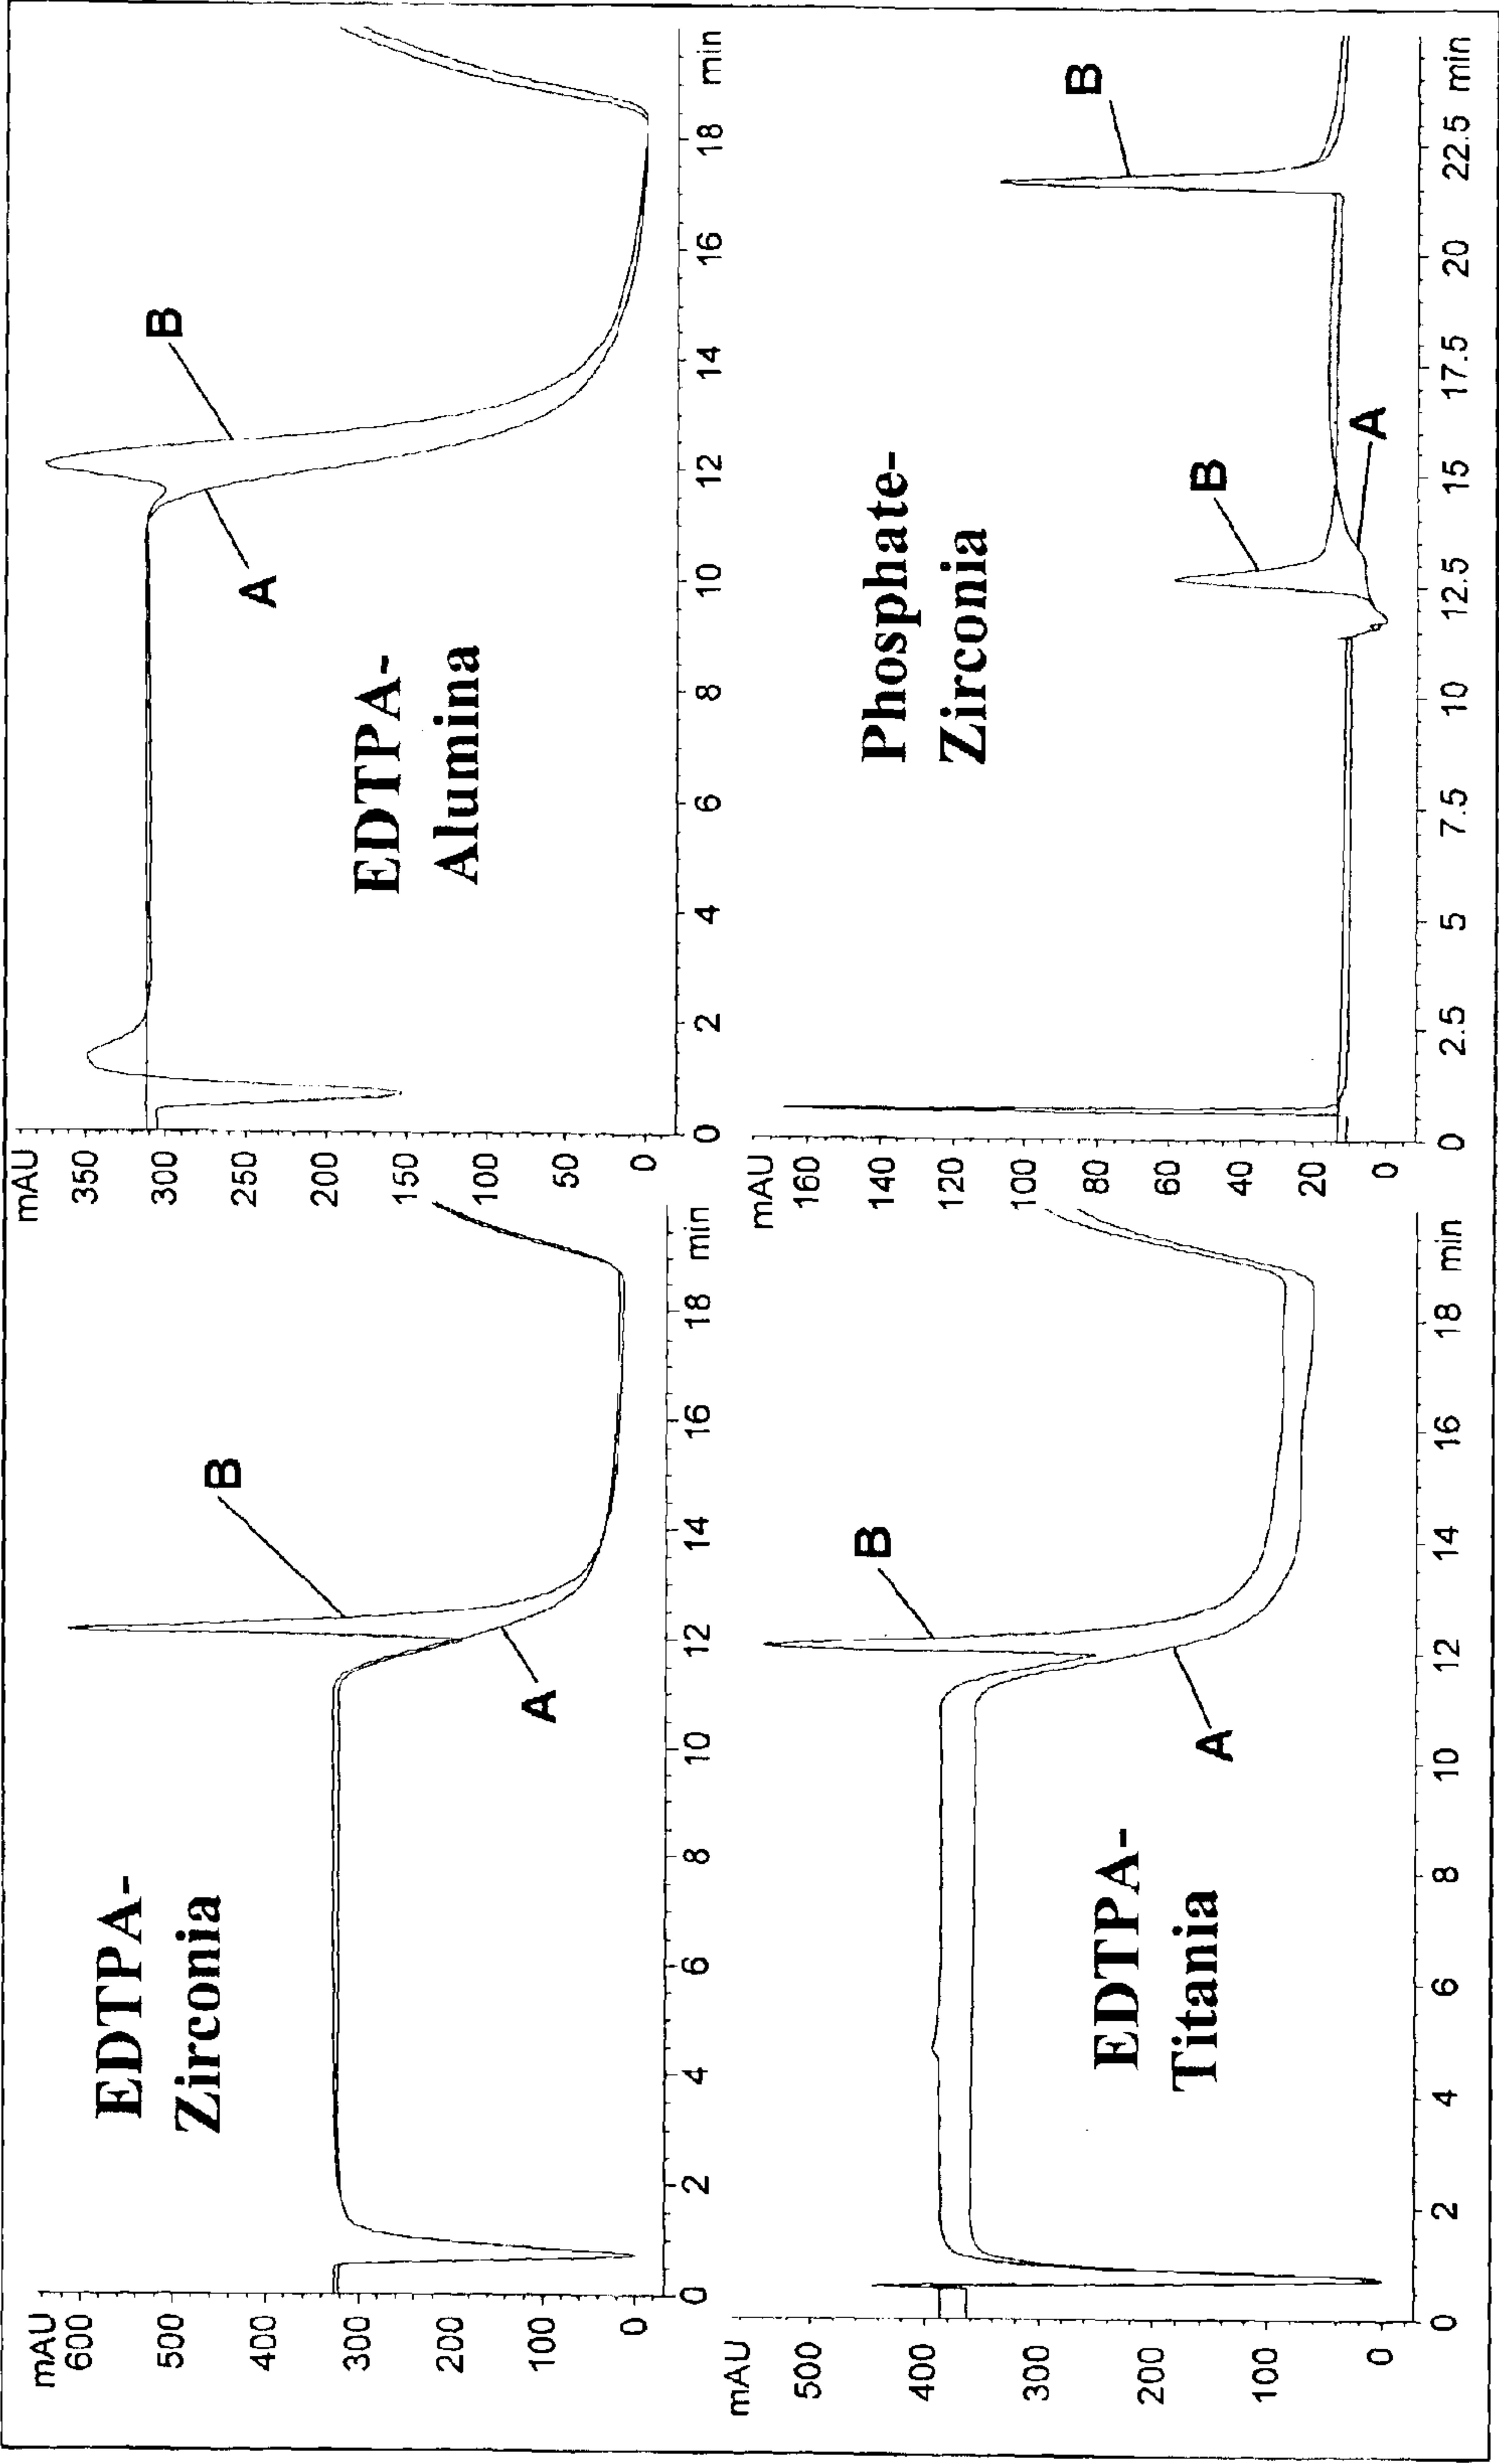 mAU
600
500
400
300
200
100
0
EDTPA-
Zirconia
B
A
0 2 4 6 8 10 12 14 16 18 min
mAU
350
300
250
200
150
100
50
0
B
A
EDTPA-
Alumina
0 2 4 6 8 10 12 14 16 18 min
mAU
500
400
300
200
100
0
B
A
EDTPA-
Titania
0 2 4 6 8 10 12 14 16 18 min
mAU
160
140
120
100
80
60
40
20
0
Phosphate-
Zirconia
B
B
A
0 2.5 5 7.5 10 12.5 15 17.5 20 22.5 min